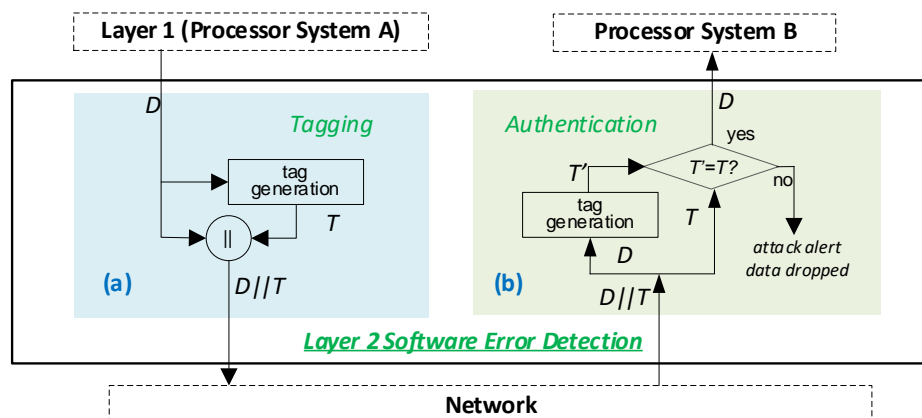 Layer 1 (Processor System A)
Processor System B
D
Tagging
tag
generation
T
||
(a)
D||T
D
Authentication
yes
T'=T?
no
T'
tag
generation
T
D
attack alert
data dropped
(b)
D||T
Layer 2 Software Error Detection
Network